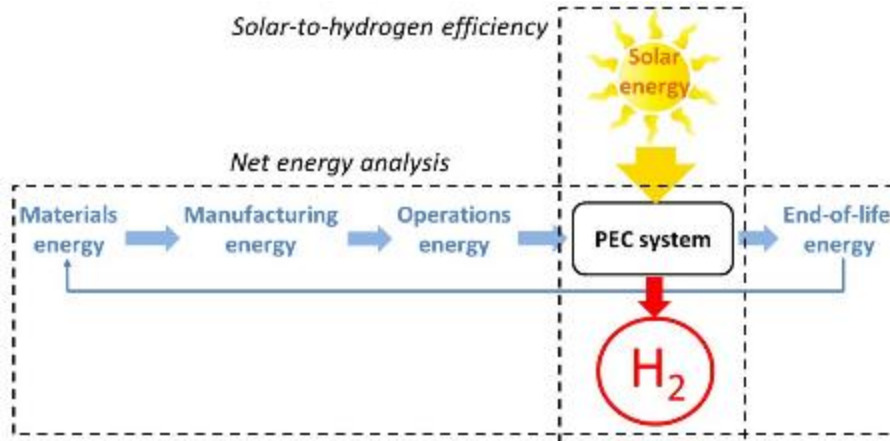 Solar-to-hydrogen efficiency
Solar
energy
Net energy analysis
Materials
energy
Manufacturing
energy
Operations
energy
PEC system
End-of-life
energy
H2